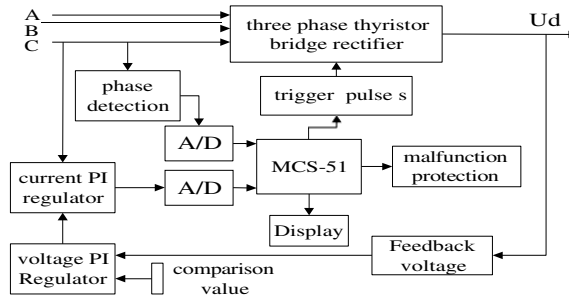 A
B
C
three phase thyristor
bridge rectifier
Ud
phase
detection
trigger pulse s
A/D
MCS-51
malfunction
protection
current PI
regulator
A/D
Display
voltage PI
Regulator
comparison
value
Feedback
voltage